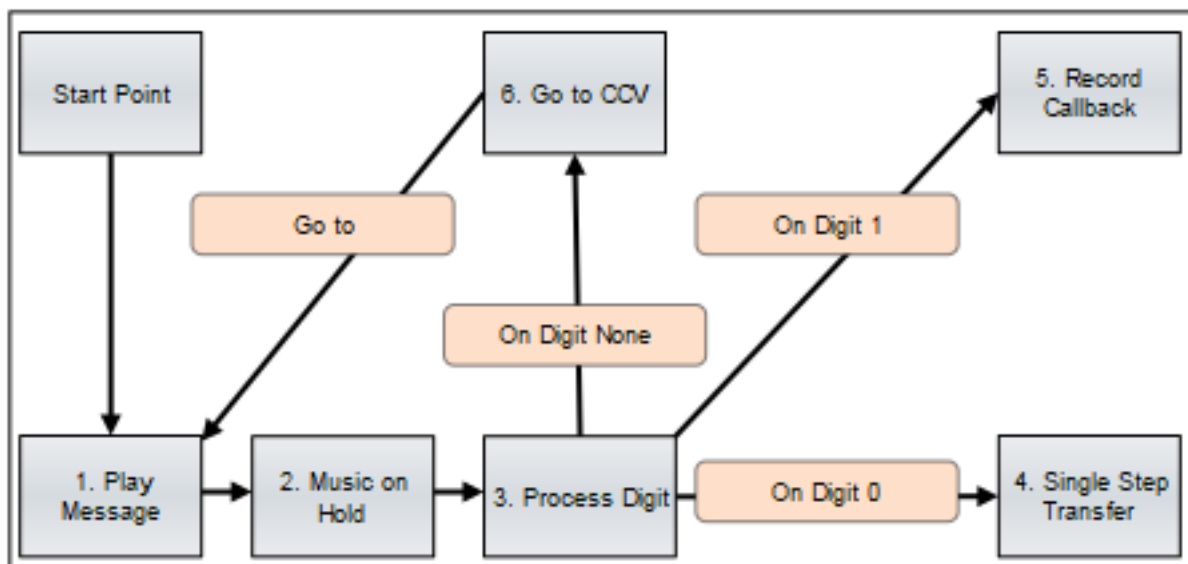 Start Point
6. Go to CCV
5. Record
Callback
Go to
On Digit 1
On Digit None
1. Play
Message
2. Music on
Hold
3. Process Digit
On Digit 0
4. Single Step
Transfer